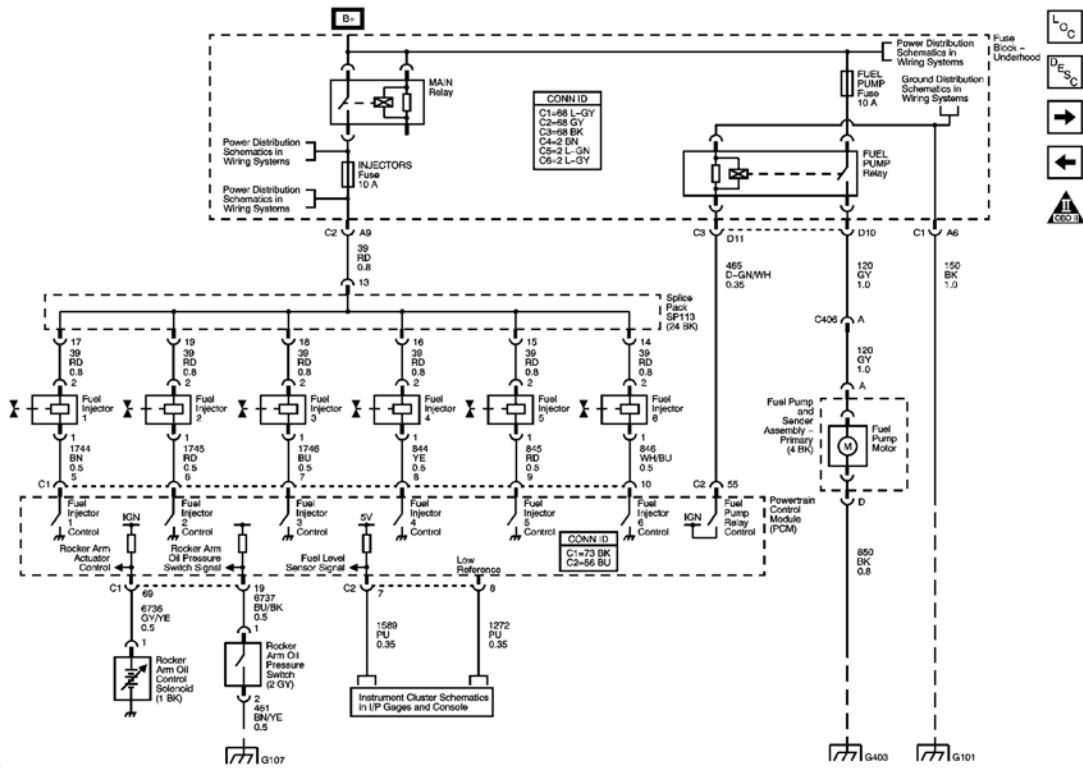 B+
Fuse
Block –
Underhood
Power Distribution
Schematics in
Wiring Systems
Ground Distribution
Schematics in
Wiring Systems
FUEL
PUMP
Fuse
10 A
MAIN
Relay
CONN ID
C1=68 L–GY
C2=68 GY
C3=68 BK
C4=2 BN
C5=2 L–GN
C6=2 L–GY
Power Distribution
Schematics in
Wiring Systems
INJECTORS
Fuse
10 A
Power Distribution
Schematics in
Wiring Systems
FUEL
PUMP
Relay
L O C
D E S C
II
OBD II
C2 A9
C3 D11
D10
C1 A6
39
RD
0.8
13
465
D–GN/WH
0.35
120
GY
1.0
150
BK
1.0
Splice
Pack
SP113
(24 BK)
C406 A
17 19 18 16 15 14
39 39 39 39 39 39
RD RD RD RD RD RD
0.8 0.8 0.8 0.8 0.8 0.8
2 2 2 2 2 2
120
GY
1.0
A
Fuel
Injector
1
Fuel
Injector
2
Fuel
Injector
3
Fuel
Injector
4
Fuel
Injector
5
Fuel
Injector
6
Fuel Pump
and
Sender
Assembly –
Primary
(4 BK)
M
Fuel
Pump
Motor
D
1 1 1 1 1 1
1744 1745 1746 844 845 846
BN RD BU YE RD WH/BU
0.5 0.5 0.5 0.5 0.5 0.5
C1 5 6 7 8 9 10
C2 55
Fuel
Injector
1
Control
Fuel
Injector
2
Control
Fuel
Injector
3
Control
Fuel
Injector
4
Control
Fuel
Injector
5
Control
Fuel
Injector
6
Control
IGN
Fuel
Pump
Relay
Control
Powertrain
Control
Module
(PCM)
IGN
5V
CONN ID
C1=73 BK
C2=56 BU
Rocker Arm
Actuator
Control
Rocker Arm
Oil Pressure
Switch Signal
Fuel Level
Sensor Signal
Low
Reference
C1 69
19
C2 7
8
6736
GY/YE
0.5
6737
BU/BK
0.5
1589
PU
0.35
1272
PU
0.35
850
BK
0.8
1
1
Rocker
Arm Oil
Control
Solenoid
(1 BK)
Rocker
Arm Oil
Pressure
Switch
(2 GY)
2
451
BN/YE
0.5
Instrument Cluster Schematics
in I/P Gages and Console
G107
G403
G101